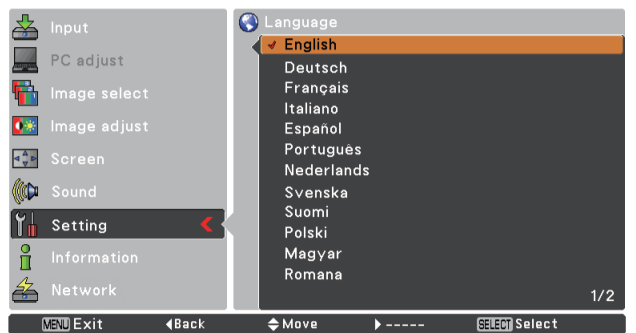 Input
PC adjust
Image select
Image adjust
Screen
Sound
Setting
Information
Network
Language
English
Deutsch
Français
Italiano
Español
Português
Nederlands
Svenska
Suomi
Polski
Magyar
Romana
1/2
MENU Exit Back Move ----- SELECT Select